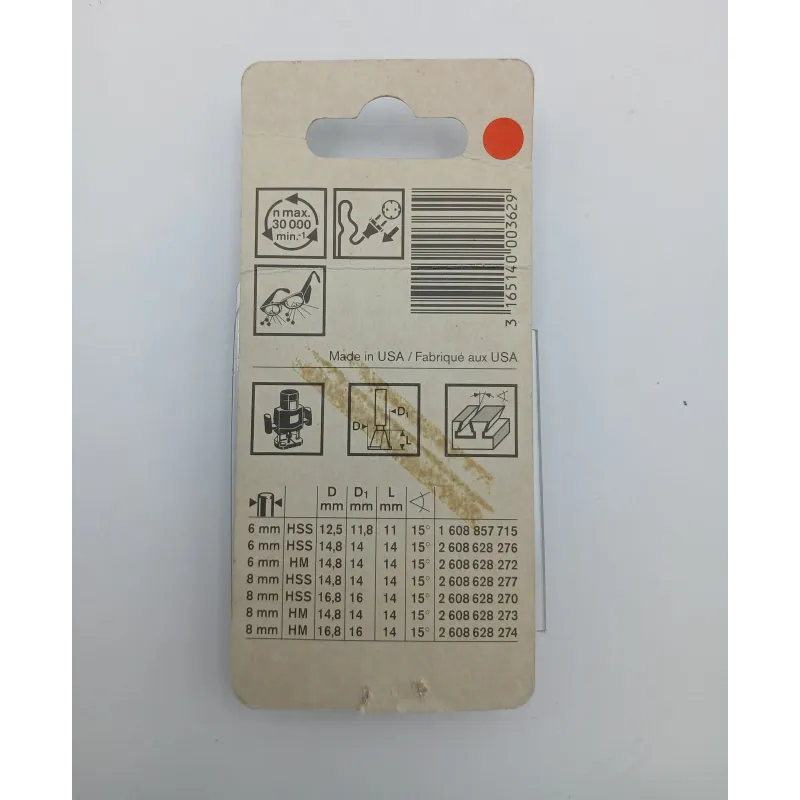 n max.
30 000
min.-1
3 165140 003629
Made in USA / Fabriqué aux USA
D D1 L
D D1 L
mm mm mm
6 mm HSS 12,5 11,8 11 15° 1 608 857 715
6 mm HSS 14,8 14 14 15° 2 608 628 276
6 mm HM 14,8 14 14 15° 2 608 628 272
8 mm HSS 14,8 14 14 15° 2 608 628 277
8 mm HSS 16,8 16 14 15° 2 608 628 270
8 mm HM 14,8 14 14 15° 2 608 628 273
8 mm HM 16,8 16 14 15° 2 608 628 274